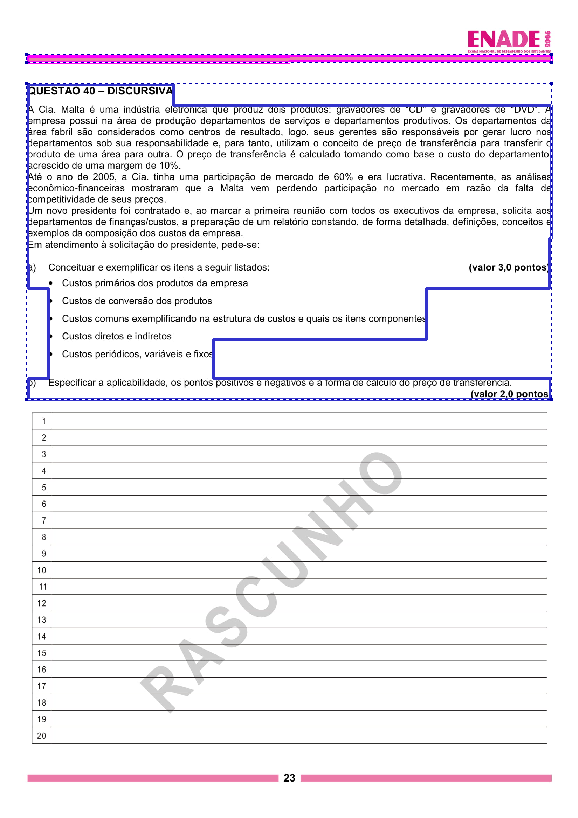 ENADE 2006
EXAME NACIONAL DE DESEMPENHO DOS ESTUDANTES
QUESTÃO 40 – DISCURSIVA
A Cia. Malta é uma indústria eletrônica que produz dois produtos: gravadores de "CD" e gravadores de "DVD". A
empresa possui na área de produção departamentos de serviços e departamentos produtivos. Os departamentos da
área fabril são considerados como centros de resultado, logo, seus gerentes são responsáveis por gerar lucro nos
departamentos sob sua responsabilidade e, para tanto, utilizam o conceito de preço de transferência para transferir o
produto de uma área para outra. O preço de transferência é calculado tomando como base o custo do departamento,
acrescido de uma margem de 10%.
Até o ano de 2005, a Cia. tinha uma participação de mercado de 60% e era lucrativa. Recentemente, as análises
econômico-financeiras mostraram que a Malta vem perdendo participação no mercado em razão da falta de
competitividade de seus preços.
Um novo presidente foi contratado e, ao marcar a primeira reunião com todos os executivos da empresa, solicita aos
departamentos de finanças/custos, a preparação de um relatório constando, de forma detalhada, definições, conceitos e
exemplos da composição dos custos da empresa.
Em atendimento à solicitação do presidente, pede-se:
a) Conceituar e exemplificar os itens a seguir listados: (valor 3,0 pontos)
• Custos primários dos produtos da empresa
• Custos de conversão dos produtos
• Custos comuns exemplificando na estrutura de custos e quais os itens componentes
• Custos diretos e indiretos
• Custos periódicos, variáveis e fixos
b) Especificar a aplicabilidade, os pontos positivos e negativos e a forma de cálculo do preço de transferência.
(valor 2,0 pontos)
1
2
3
4
5
6
7
8
9
10
11
12
13
14
15
16
17
18
19
20
RASCUNHO
23